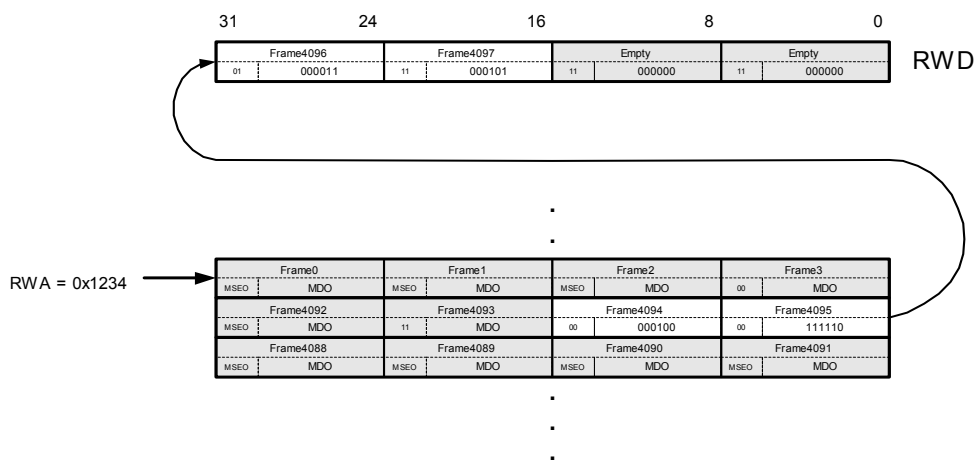 31 24 16 8 0
Frame4096 Frame4097 Empty Empty
RWD
01 000011 11 000101 11 000000 11 000000
.
.
Frame0 Frame1 Frame2 Frame3
RWA = 0x1234
MSEO MDO MSEO MDO MSEO MDO 00 MDO
Frame4092 Frame4093 Frame4094 Frame4095
MSEO MDO 11 MDO 00 000100 00 111110
Frame4088 Frame4089 Frame4090 Frame4091
MSEO MDO MSEO MDO MSEO MDO MSEO MDO
.
.
.